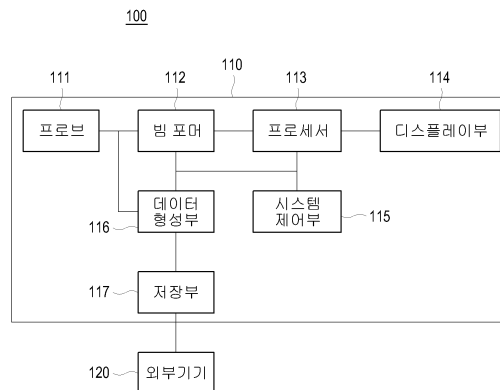 100
110
111
112
113
114
프로브
빔 포머
프로세서
디스플레이부
데이터
형성부
116
시스템
제어부
115
117
저장부
120
외부기기